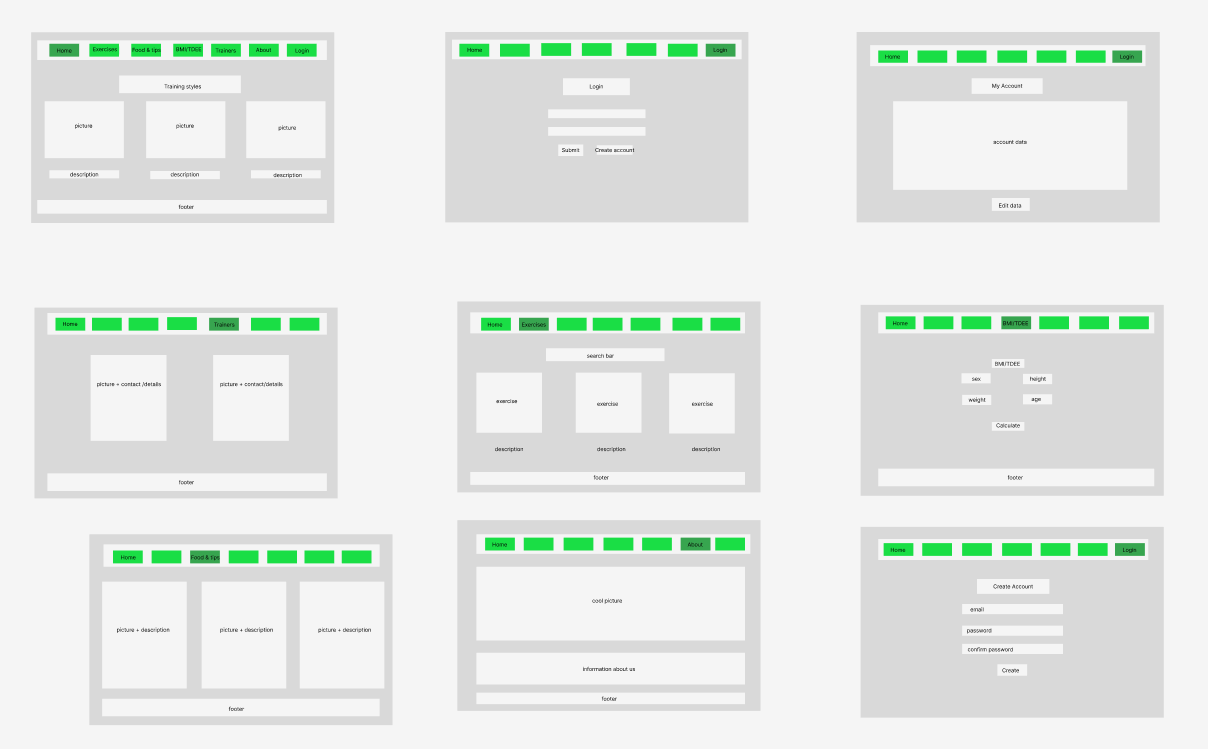 Home
Exercises
Food & tips
BMI/TDEE
Trainers
About
Login
Training styles
picture
picture
picture
description
description
description
footer
Home
Login
Login
Submit
Create account
Home
Login
My Account
account data
Edit data
Home
Trainers
picture + contact /details
picture + contact/details
footer
Home
Exercises
search bar
exercise
exercise
exercise
description
description
description
footer
Home
BMI/TDEE
BMI/TDEE
sex
height
weight
age
Calculate
footer
Home
Food & tips
picture + description
picture + description
picture + description
footer
Home
About
cool picture
information about us
footer
Home
Login
Create Account
email
password
confirm password
Create